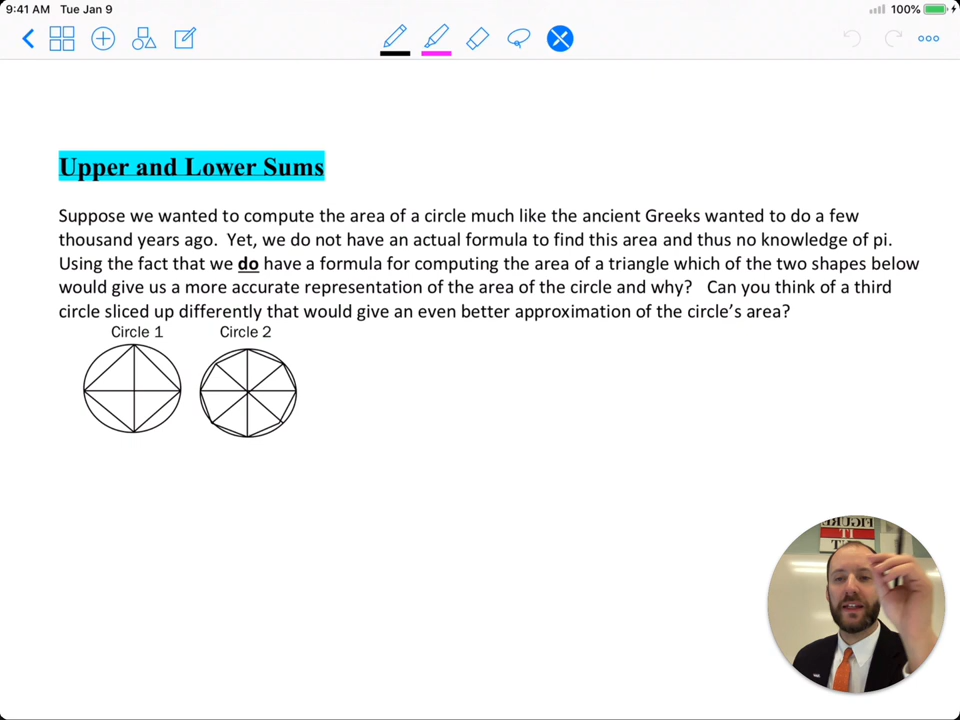 9:41 AM Tue Jan 9
100%
Upper and Lower Sums
Suppose we wanted to compute the area of a circle much like the ancient Greeks wanted to do a few
thousand years ago. Yet, we do not have an actual formula to find this area and thus no knowledge of pi.
Using the fact that we do have a formula for computing the area of a triangle which of the two shapes below
would give us a more accurate representation of the area of the circle and why? Can you think of a third
circle sliced up differently that would give an even better approximation of the circle's area?
Circle 1 Circle 2
FIGURE
IT